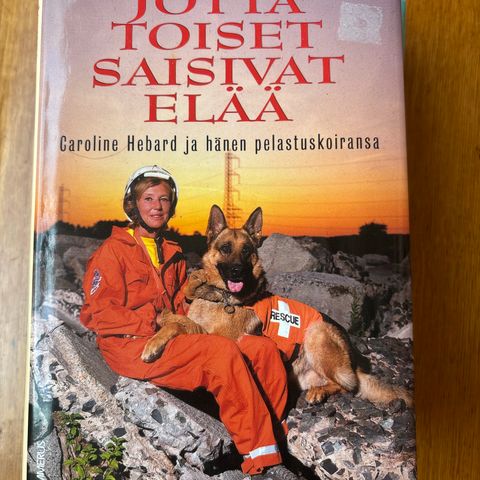 JOTTA
TOISET
SAISIVAT
ELÄÄ
Caroline Hebard ja hänen pelastuskoiransa
RESCUE